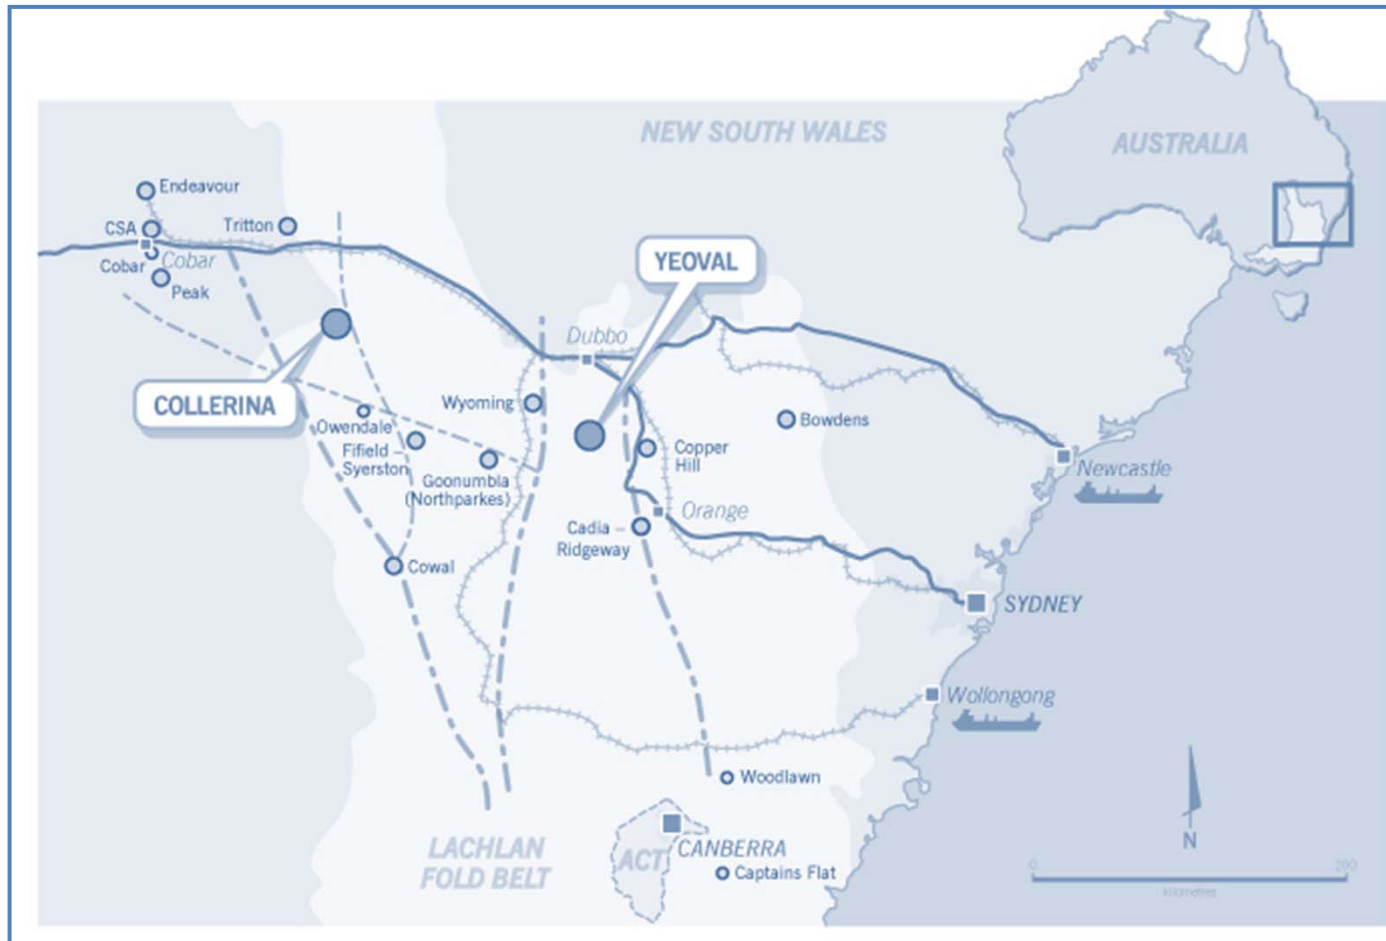 NEW SOUTH WALES
AUSTRALIA
Endeavour
CSA
Tritton
Cobar
Cobar
Peak
YEOVAL
Dubbo
COLLERINA
Wyoming
Owendale
Fifield –
Syerston
Goonumbla
(Northparkes)
Copper
Hill
Bowdens
Newcastle
Orange
Cadia –
Ridgeway
Cowal
SYDNEY
Wollongong
Woodlawn
LACHLAN
FOLD BELT
ACT
CANBERRA
Captains Flat
N
0
200
kilometres